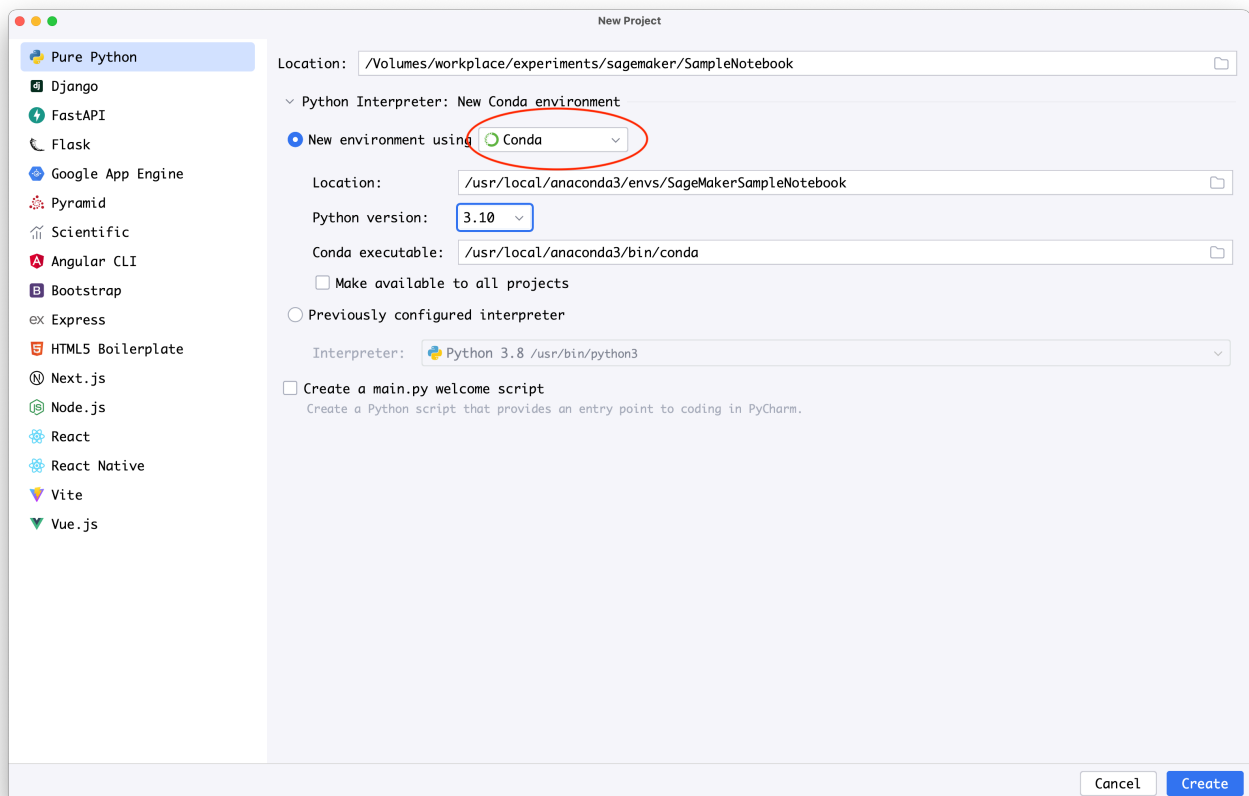 New Project
Pure Python
Django
FastAPI
Flask
Google App Engine
Pyramid
Scientific
Angular CLI
Bootstrap
Express
HTML5 Boilerplate
Next.js
Node.js
React
React Native
Vite
Vue.js
Location: /Volumes/workplace/experiments/sagemaker/SampleNotebook
Python Interpreter: New Conda environment
New environment using Conda
Location: /usr/local/anaconda3/envs/SageMakerSampleNotebook
Python version: 3.10
Conda executable: /usr/local/anaconda3/bin/conda
Make available to all projects
Previously configured interpreter
Interpreter: Python 3.8 /usr/bin/python3
Create a main.py welcome script
Create a Python script that provides an entry point to coding in PyCharm.
Cancel Create